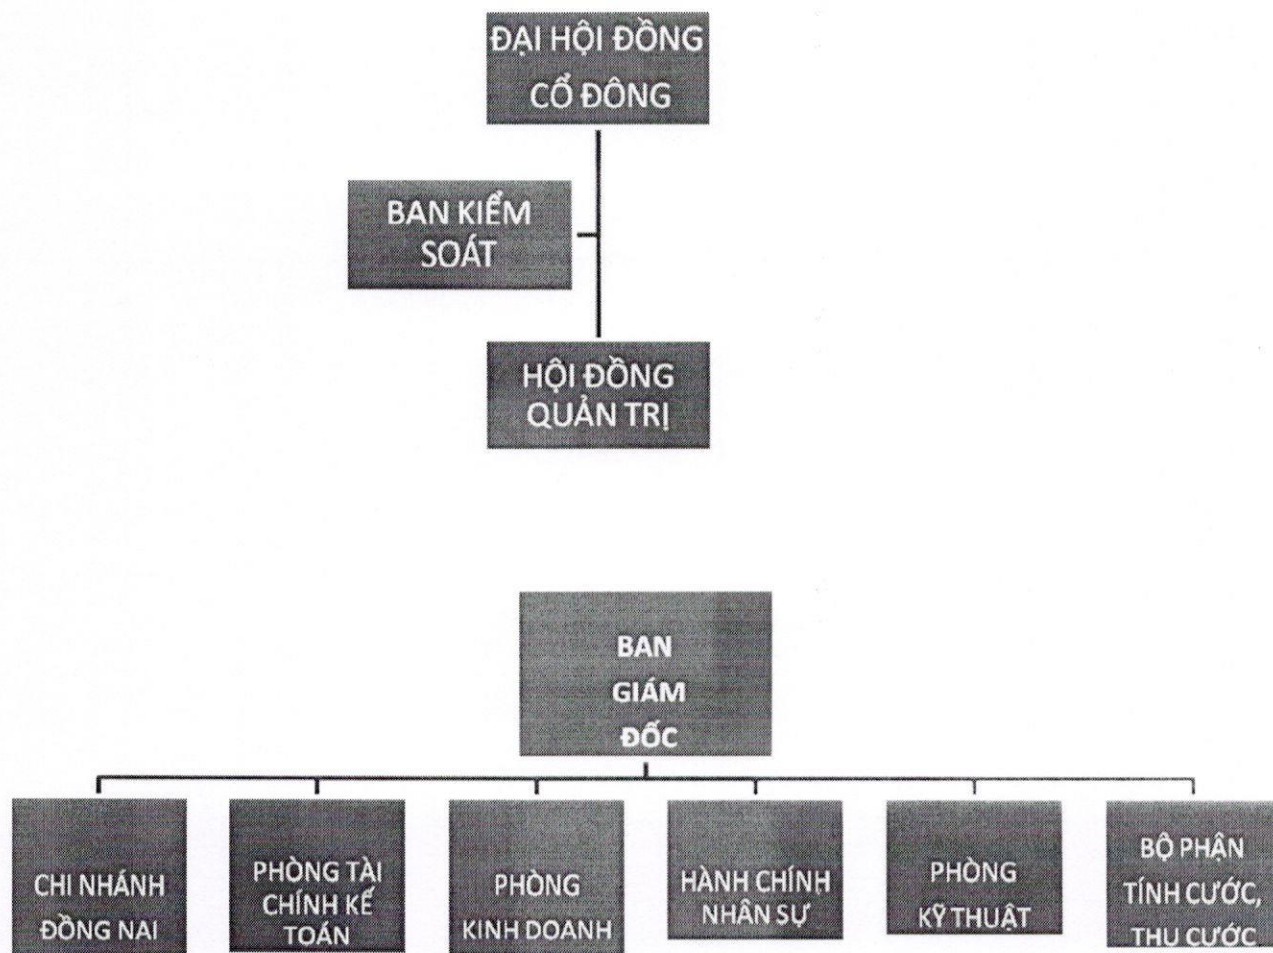 ĐẠI HỘI ĐỒNG
CỔ ĐÔNG
BAN KIỂM
SOÁT
HỘI ĐỒNG
QUẢN TRỊ
BAN
GIÁM
ĐỐC
CHI NHÁNH
ĐỒNG NAI
PHÒNG TÀI
CHÍNH KẾ
TOÁN
PHÒNG
KINH DOANH
HÀNH CHÍNH
NHÂN SỰ
PHÒNG
KỸ THUẬT
BỘ PHẬN
TÍNH CƯỚC,
THU CƯỚC